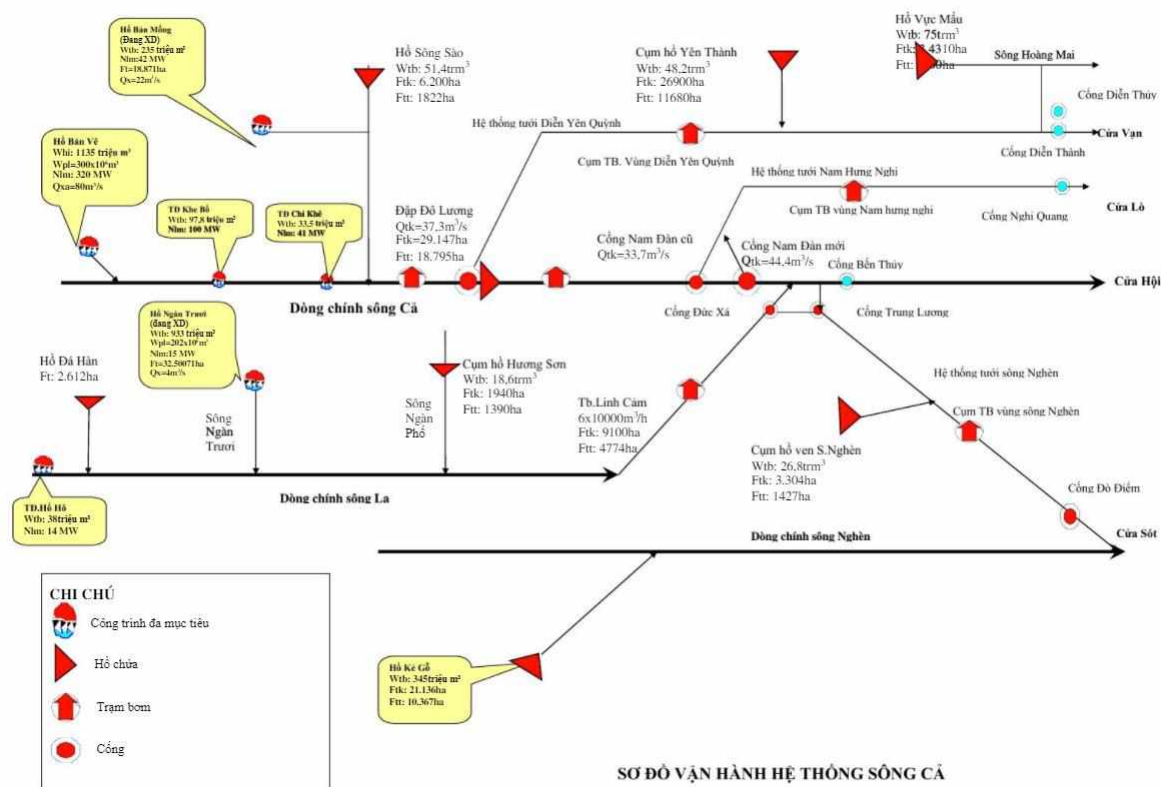 Hồ Bản Mồng
(Đang XD)
Wtb: 235 triệu m³
Nlm:42 MW
Ft=18.871ha
Qx=22m³/s
Hồ Sông Sào
Wtb: 51,4trm³
Ftk: 6.200ha
Ftt: 1822ha
Cụm hồ Yên Thành
Wtb: 48,2trm³
Ftk: 26900ha
Ftt: 11680ha
Hồ Vực Mấu
Wtb: 75trm³
Ftk 4310ha
Ftt:
Sông Hoàng Mai
Cống Diễn Thủy
Cửa Vạn
Cống Diễn Thành
Hệ thống tưới Diễn Yên Quỳnh
Cụm TB. Vùng Diễn Yên Quỳnh
Hồ Bản Vẽ
Whi: 1135 triệu m³
Wpl=300x10⁶m³
Nlm: 320 MW
Qxa=80m³/s
TĐ Khe Bố
Wtb: 97,8 triệu m³
Nlm: 100 MW
TĐ Chi Khê
Wtb: 33,5 triệu m³
Nlm: 41 MW
Đập Đô Lương
Qtk=37,3m³/s
Ftk=29.147ha
Ftt: 18.795ha
Hệ thống tưới Nam Hưng Nghi
Cụm TB vùng Nam hưng nghi
Cống Nghi Quang
Cửa Lò
Cống Nam Đàn cũ
Qtk=33,7m³/s
Cống Nam Đàn mới
Qtk=44,4m³/s
Cống Bến Thủy
Cửa Hội
Dòng chính sông Cả
Cống Đức Xá
Cống Trung Lương
Hồ Ngàn Trươi
(đang XD)
Wtb: 933 triệu m³
Wpl=202x10⁶m³
Nlm:15 MW
Ft=32.50071ha
Qx=4m³/s
Hồ Đá Hàn
Ft: 2.612ha
Sông
Ngàn
Trươi
Sông
Ngàn
Phố
Cụm hồ Hương Sơn
Wtb: 18,6trm³
Ftk: 1940ha
Ftt: 1390ha
Tb.Linh Cảm
6x10000m³/h
Ftk: 9100ha
Ftt: 4774ha
Hệ thống tưới sông Nghèn
Cụm TB vùng sông Nghèn
Cụm hồ ven S.Nghèn
Wtb: 26,8trm³
Ftk: 3.304ha
Ftt: 1427ha
Cống Đò Điểm
Cửa Sót
TĐ.Hồ Hô
Wtb: 38triệu m³
Nlm: 14 MW
Dòng chính sông La
Dòng chính sông Nghèn
CHI CHÚ
Công trình đa mục tiêu
Hồ chứa
Trạm bơm
Cống
Hồ Kẻ Gỗ
Wtb: 345triệu m³
Ftk: 21.136ha
Ftt: 10.367ha
SƠ ĐỒ VẬN HÀNH HỆ THỐNG SÔNG CẢ